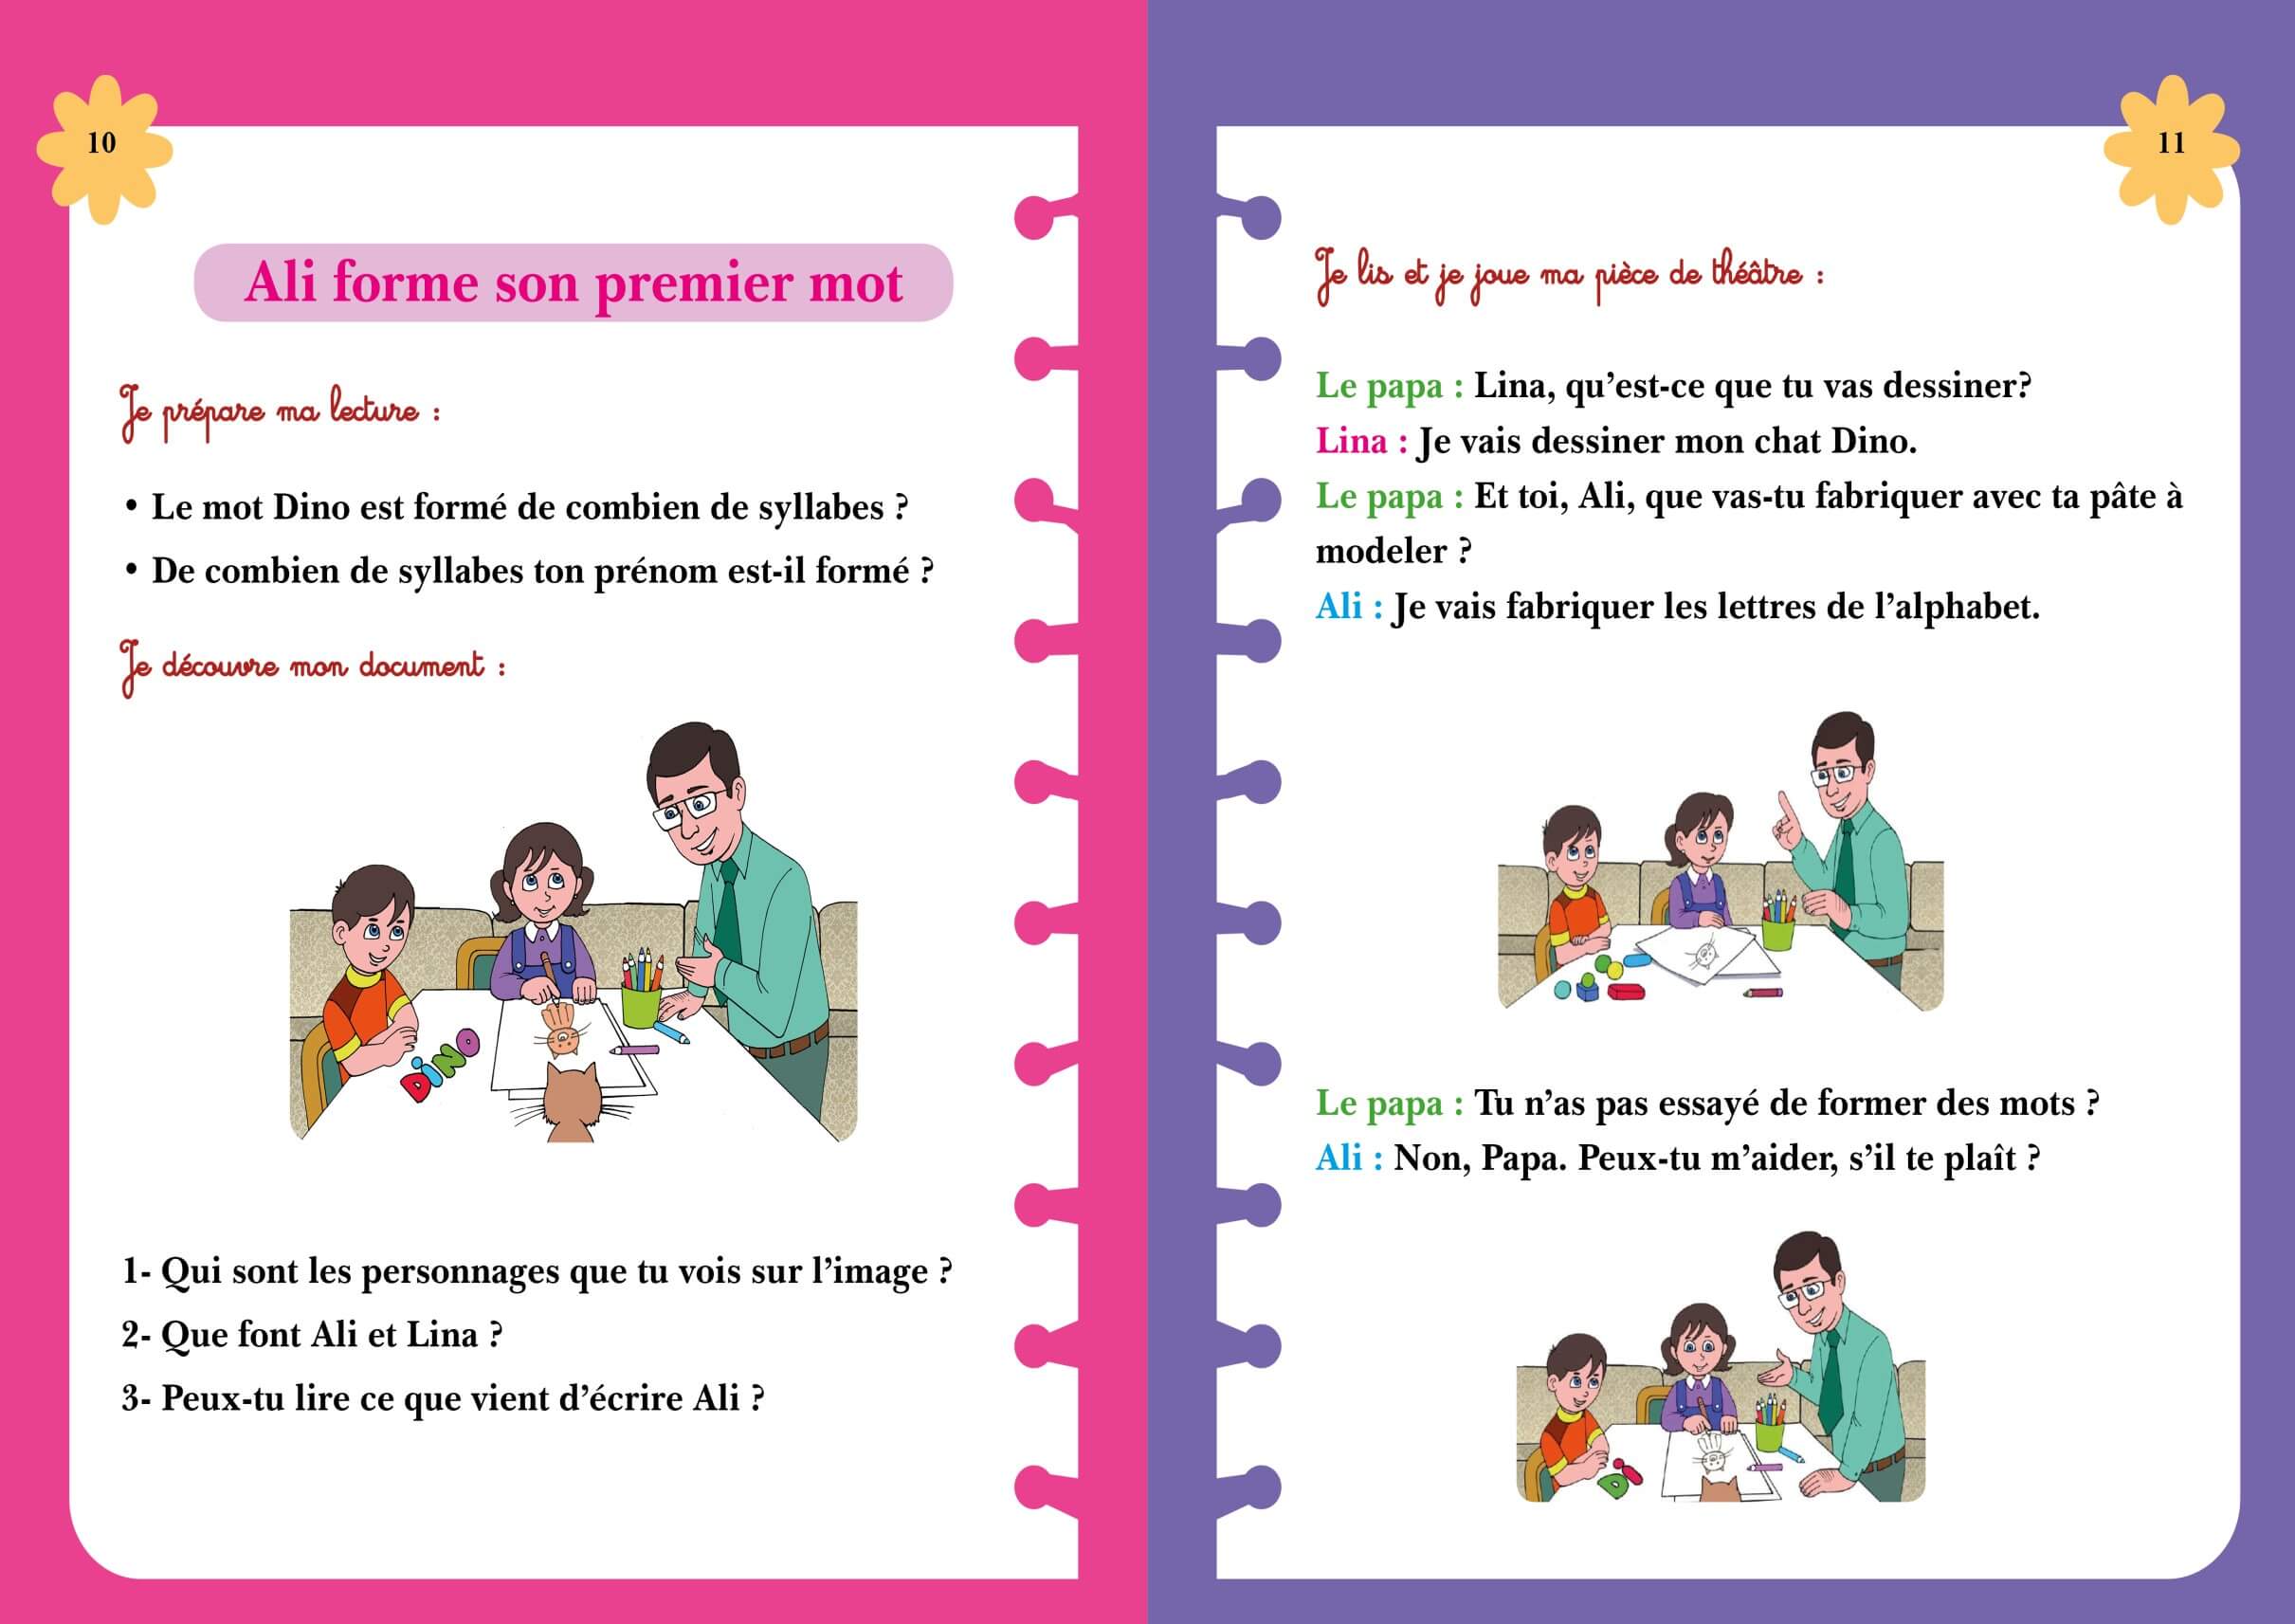 10
Ali forme son premier mot
Je prépare ma lecture :
• Le mot Dino est formé de combien de syllabes ?
• De combien de syllabes ton prénom est-il formé ?
Je découvre mon document :
DiNO
1- Qui sont les personnages que tu vois sur l’image ?
2- Que font Ali et Lina ?
3- Peux-tu lire ce que vient d’écrire Ali ?
11
Je lis et je joue ma pièce de théâtre :
Le papa : Lina, qu’est-ce que tu vas dessiner?
Lina : Je vais dessiner mon chat Dino.
Le papa : Et toi, Ali, que vas-tu fabriquer avec ta pâte à
modeler ?
Ali : Je vais fabriquer les lettres de l’alphabet.
Le papa : Tu n’as pas essayé de former des mots ?
Ali : Non, Papa. Peux-tu m’aider, s’il te plaît ?
Di